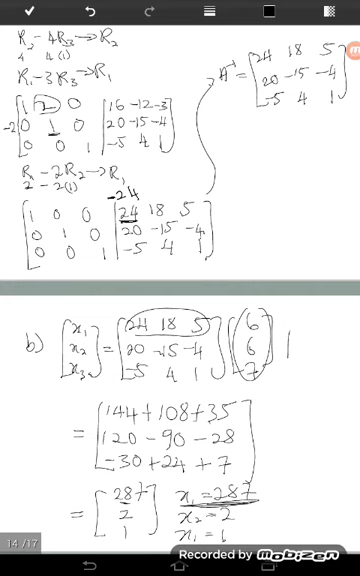 R2 - 4R3 → R2
4 4(1)
R1 - 3R3 → R1
1 2 0 | 16 -12 -3
-2 0 1 0 | 20 -15 -4
0 0 1 | -5 4 1
R1 - 2R2 → R1
2 - 2(1)
-24
1 0 0 | 24 18 5
0 1 0 | 20 -15 -4
0 0 1 | -5 4 1
A⁻¹ = [24 18 5
20 -15 -4
-5 4 1]
b) [x1 x2 x3] = [24 18 5
20 -15 -4
-5 4 1] [6 6 -7]
= [144 + 108 + 35
120 - 90 - 28
-30 + 24 + 7]
= [287 2 1]
x1 = 287
x2 = 2
x1 = 1
14/17
Recorded by Mobizen